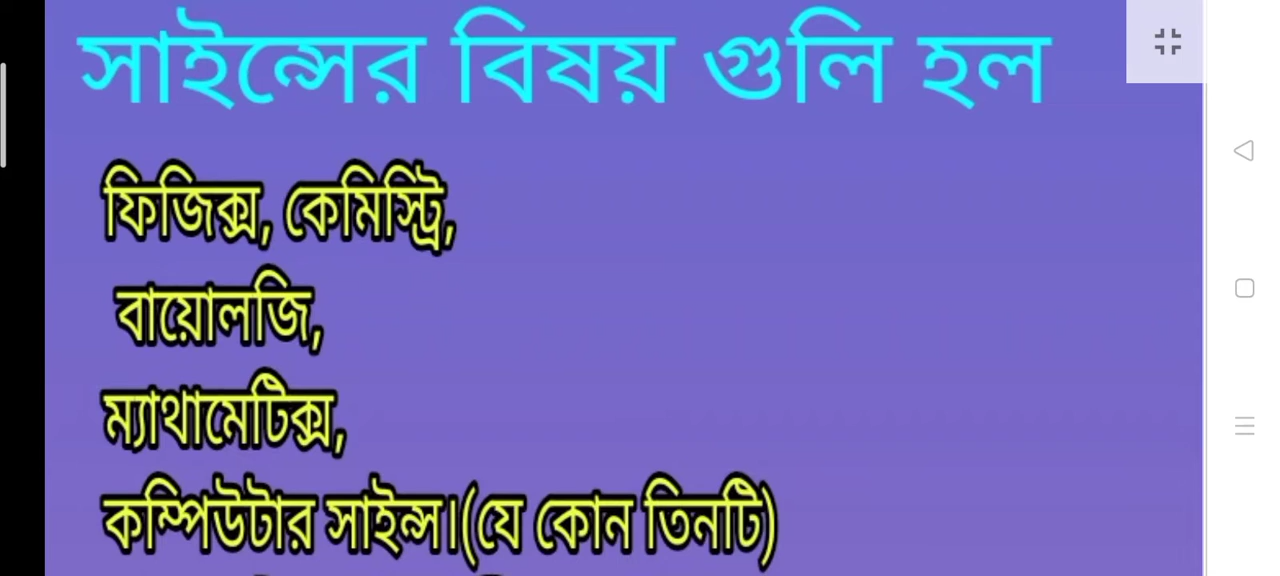 সাইন্সের বিষয় গুলি হল
ফিজিক্স, কেমিস্ট্রি,
বায়োলজি,
ম্যাথামেটিক্স,
কম্পিউটার সাইন্স।(যে কোন তিনটি)